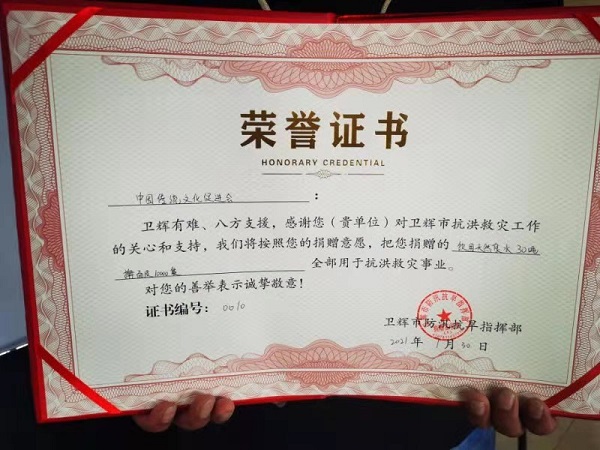 荣誉证书
HONORARY CREDENTIAL
中国传统文化促进会：
卫辉有难、八方支援，感谢您（贵单位）对卫辉市抗洪救灾工作
的关心和支持，我们将按照您的捐赠意愿，把您捐赠的 30吨
1000 全部用于抗洪救灾事业。
对您的善举表示诚挚敬意！
证书编号：0010
卫辉市防汛抗旱指挥部
2021年 月30日